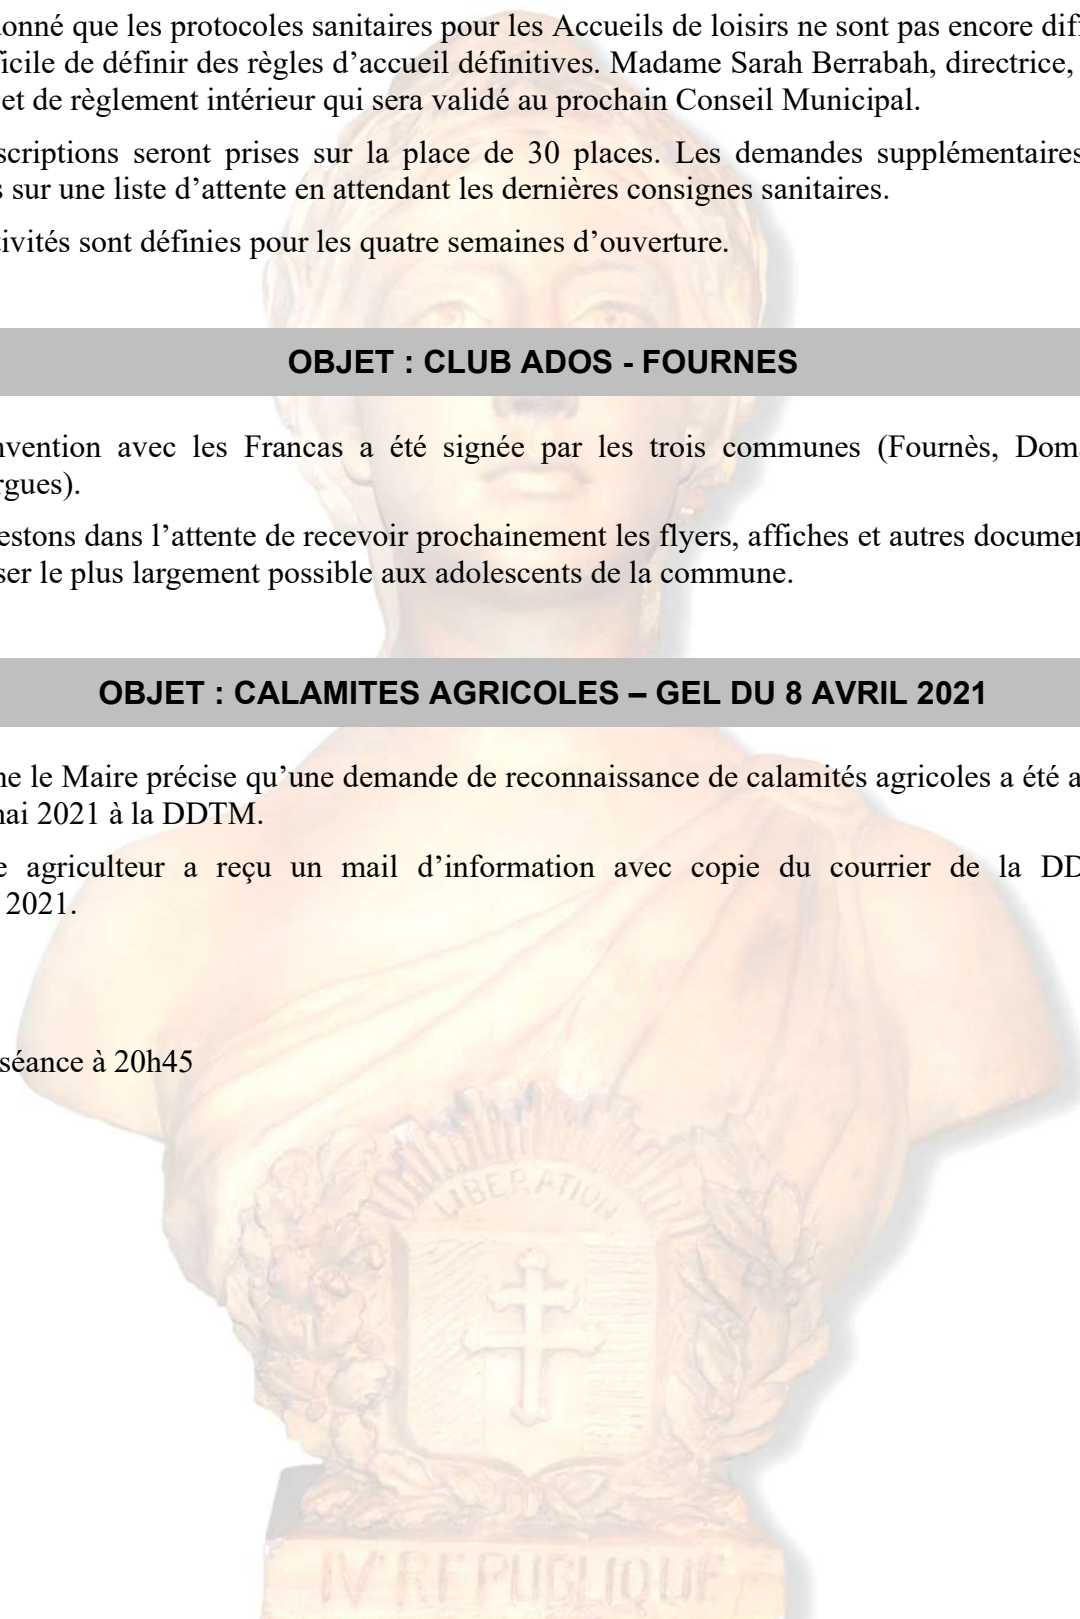 onné que les protocoles sanitaires pour les Accueils de loisirs ne sont pas encore dif
icile de définir des règles d’accueil définitives. Madame Sarah Berrabah, directrice,
et de règlement intérieur qui sera validé au prochain Conseil Municipal.
scriptions seront prises sur la place de 30 places. Les demandes supplémentaires
s sur une liste d’attente en attendant les dernières consignes sanitaires.
tivités sont définies pour les quatre semaines d’ouverture.
OBJET : CLUB ADOS - FOURNES
nvention avec les Francas a été signée par les trois communes (Fournès, Dom
rgues).
estons dans l’attente de recevoir prochainement les flyers, affiches et autres documen
ser le plus largement possible aux adolescents de la commune.
OBJET : CALAMITES AGRICOLES – GEL DU 8 AVRIL 2021
ne le Maire précise qu’une demande de reconnaissance de calamités agricoles a été a
nai 2021 à la DDTM.
e agriculteur a reçu un mail d’information avec copie du courrier de la DD
2021.
séance à 20h45
LIBERATION
IVᵉ REPUBLIQUE